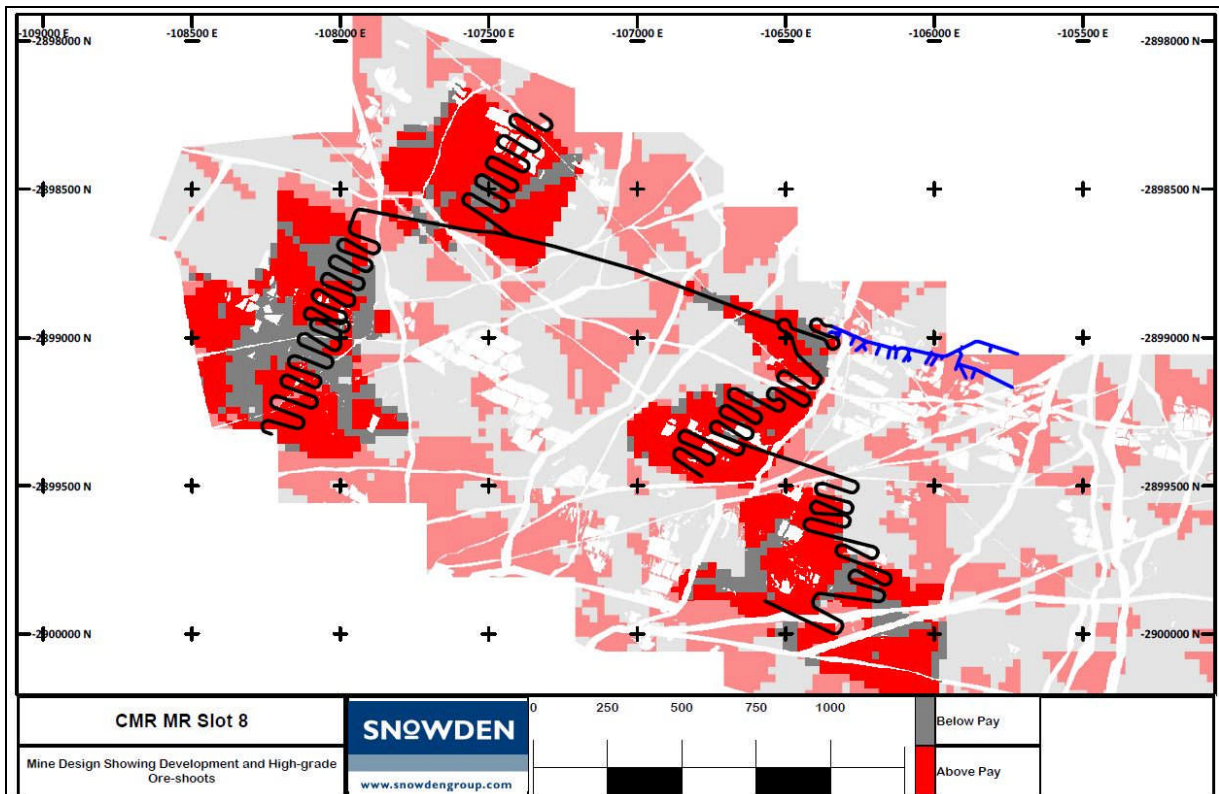 -109000 E -108500 E -108000 E -107500 E -107000 E -106500 E -106000 E -105500 E
-2898000 N -2898000 N
-2898500 N -2898500 N
-2899000 N -2899000 N
-2899500 N -2899500 N
-2900000 N -2900000 N
CMR MR Slot 8
Mine Design Showing Development and High-grade
Ore-shoots
SNOWDEN
www.snowdengroup.com
0 250 500 750 1000
Below Pay
Above Pay